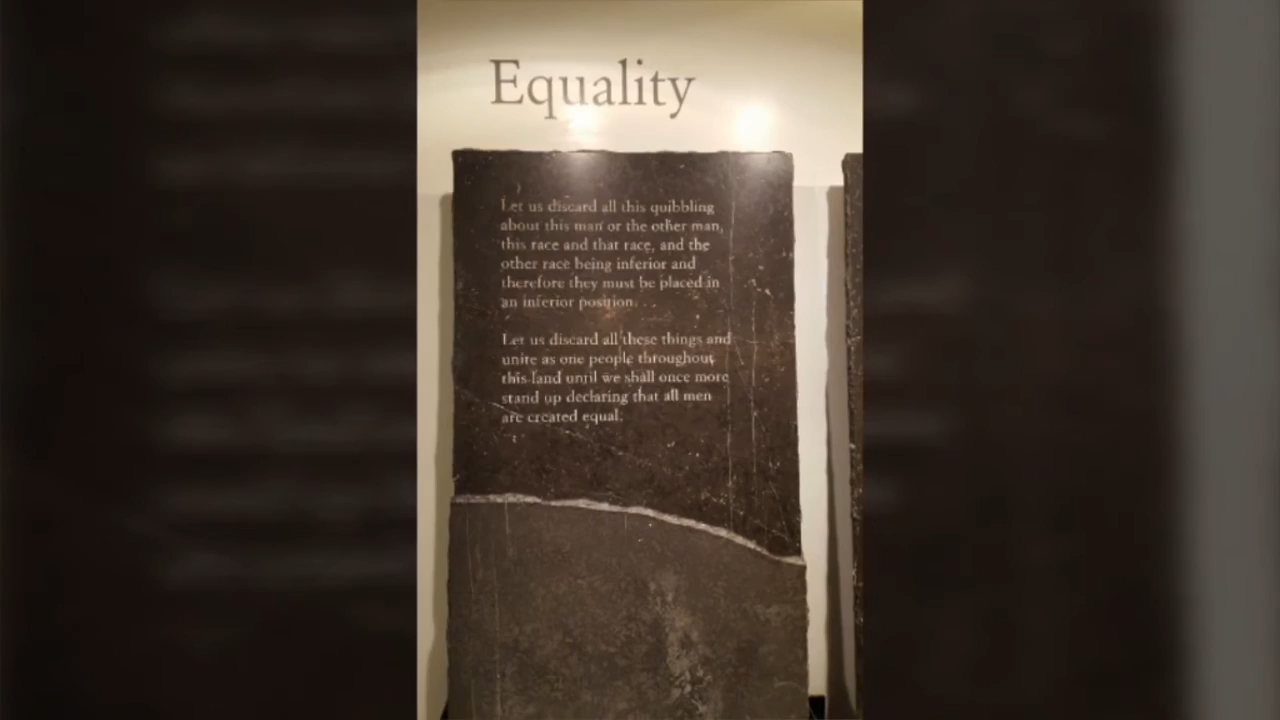 Equality
Let us discard all this quibbling
about this man or the other man,
this race and that race, and the
other race being inferior and
therefore they must be placed in
an inferior position. . .
Let us discard all these things and
unite as one people throughout
this land until we shall once more
stand up declaring that all men
are created equal.